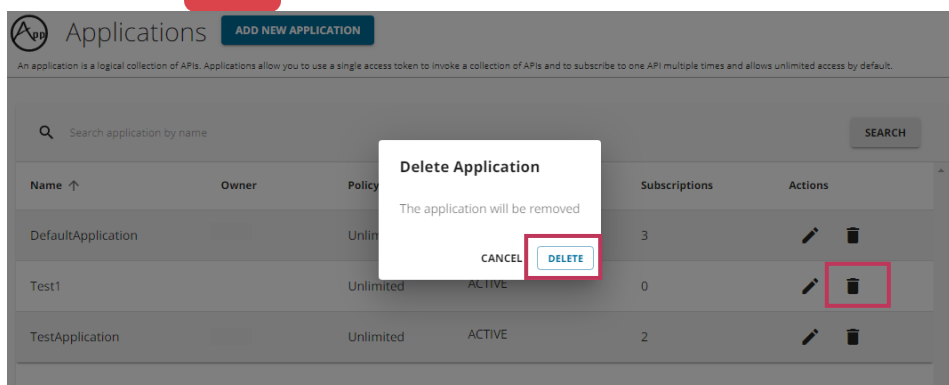 App Applications ADD NEW APPLICATION
An application is a logical collection of APIs. Applications allow you to use a single access token to invoke a collection of APIs and to subscribe to one API multiple times and allows unlimited access by default.
Search application by name SEARCH
Delete Application
The application will be removed
CANCEL DELETE
Name Owner Policy Subscriptions Actions
DefaultApplication 3
Test1 Unlimited ACTIVE 0
TestApplication Unlimited ACTIVE 2